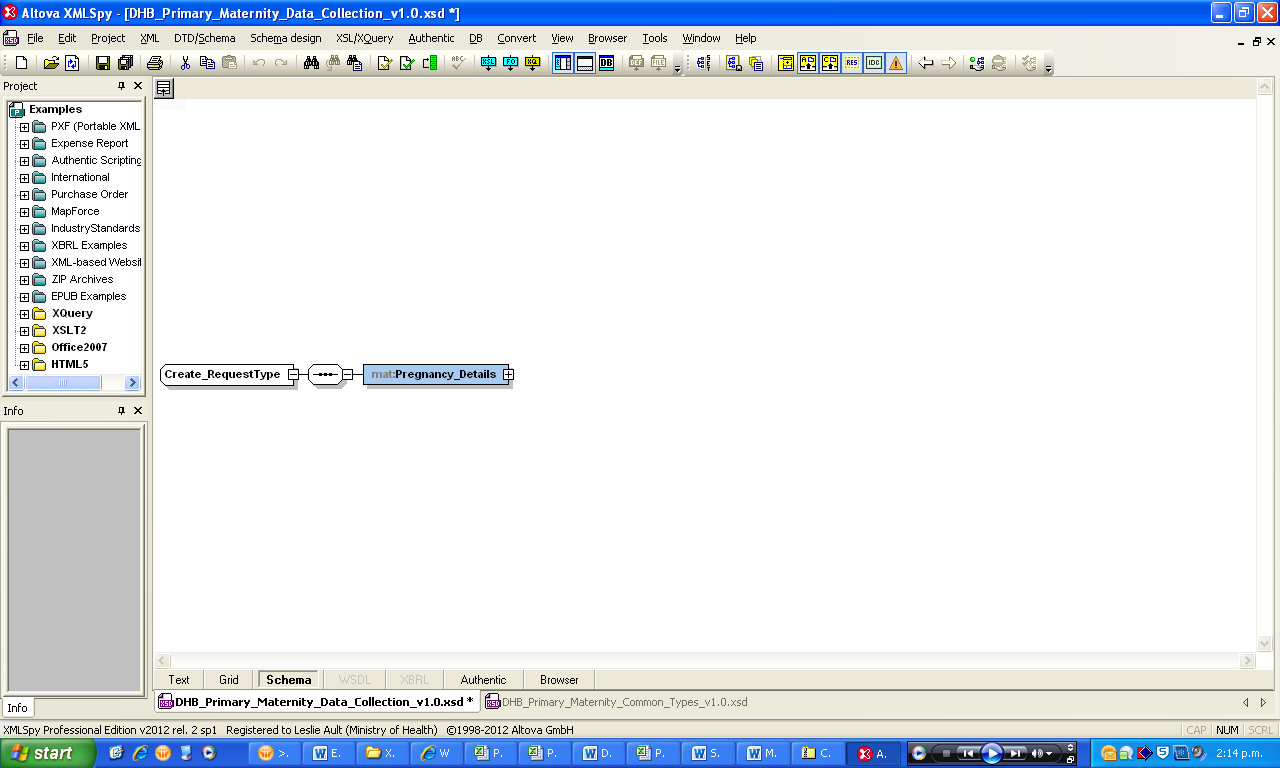 Altova XMLSpy - [DHB_Primary_Maternity_Data_Collection_v1.0.xsd *]
File Edit Project XML DTD/Schema Schema design XSL/XQuery Authentic DB Convert View Browser Tools Window Help
Project
Examples
PXF (Portable XML
Expense Report
Authentic Scripting
International
Purchase Order
MapForce
IndustryStandards
XBRL Examples
XML-based Websit
ZIP Archives
EPUB Examples
XQuery
XSLT2
Office2007
HTML5
Create_RequestType mat:Pregnancy_Details
Info
Text Grid Schema WSDL XBRL Authentic Browser
Info DHB_Primary_Maternity_Data_Collection_v1.0.xsd * DHB_Primary_Maternity_Common_Types_v1.0.xsd
XMLSpy Professional Edition v2012 rel. 2 sp1 Registered to Leslie Ault (Ministry of Health) ©1998-2012 Altova GmbH CAP NUM SCRL
start >. E. X. W P. P. D. P. S. M. C. A. 2:14 p.m.